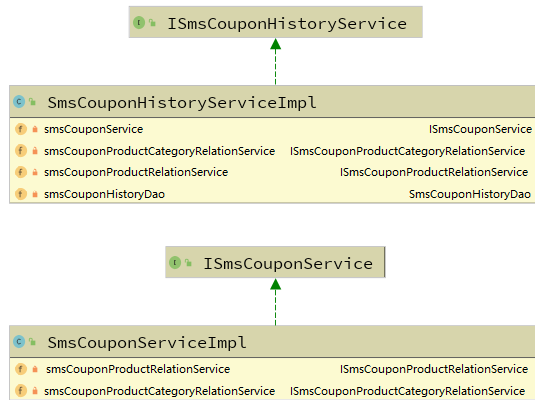 I ISmsCouponHistoryService
C SmsCouponHistoryServiceImpl
f smsCouponService ISmsCouponService
f smsCouponProductCategoryRelationService ISmsCouponProductCategoryRelationService
f smsCouponProductRelationService ISmsCouponProductRelationService
f smsCouponHistoryDao SmsCouponHistoryDao
I ISmsCouponService
C SmsCouponServiceImpl
f smsCouponProductRelationService ISmsCouponProductRelationService
f smsCouponProductCategoryRelationService ISmsCouponProductCategoryRelationService